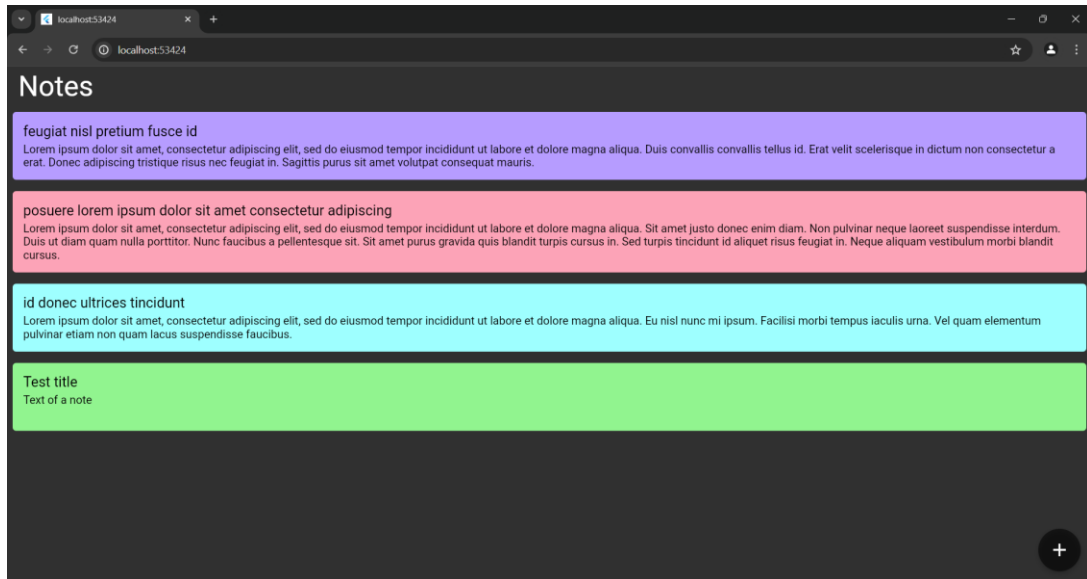 localhost:53424
localhost:53424
Notes
feugiat nisl pretium fusce id
Lorem ipsum dolor sit amet, consectetur adipiscing elit, sed do eiusmod tempor incididunt ut labore et dolore magna aliqua. Duis convallis convallis tellus id. Erat velit scelerisque in dictum non consectetur a
erat. Donec adipiscing tristique risus nec feugiat in. Sagittis purus sit amet volutpat consequat mauris.
posuere lorem ipsum dolor sit amet consectetur adipiscing
Lorem ipsum dolor sit amet, consectetur adipiscing elit, sed do eiusmod tempor incididunt ut labore et dolore magna aliqua. Sit amet justo donec enim diam. Non pulvinar neque laoreet suspendisse interdum.
Duis ut diam quam nulla porttitor. Nunc faucibus a pellentesque sit. Sit amet purus gravida quis blandit turpis cursus in. Sed turpis tincidunt id aliquet risus feugiat in. Neque aliquam vestibulum morbi blandit
cursus.
id donec ultrices tincidunt
Lorem ipsum dolor sit amet, consectetur adipiscing elit, sed do eiusmod tempor incididunt ut labore et dolore magna aliqua. Eu nisl nunc mi ipsum. Facilisi morbi tempus iaculis urna. Vel quam elementum
pulvinar etiam non quam lacus suspendisse faucibus.
Test title
Text of a note